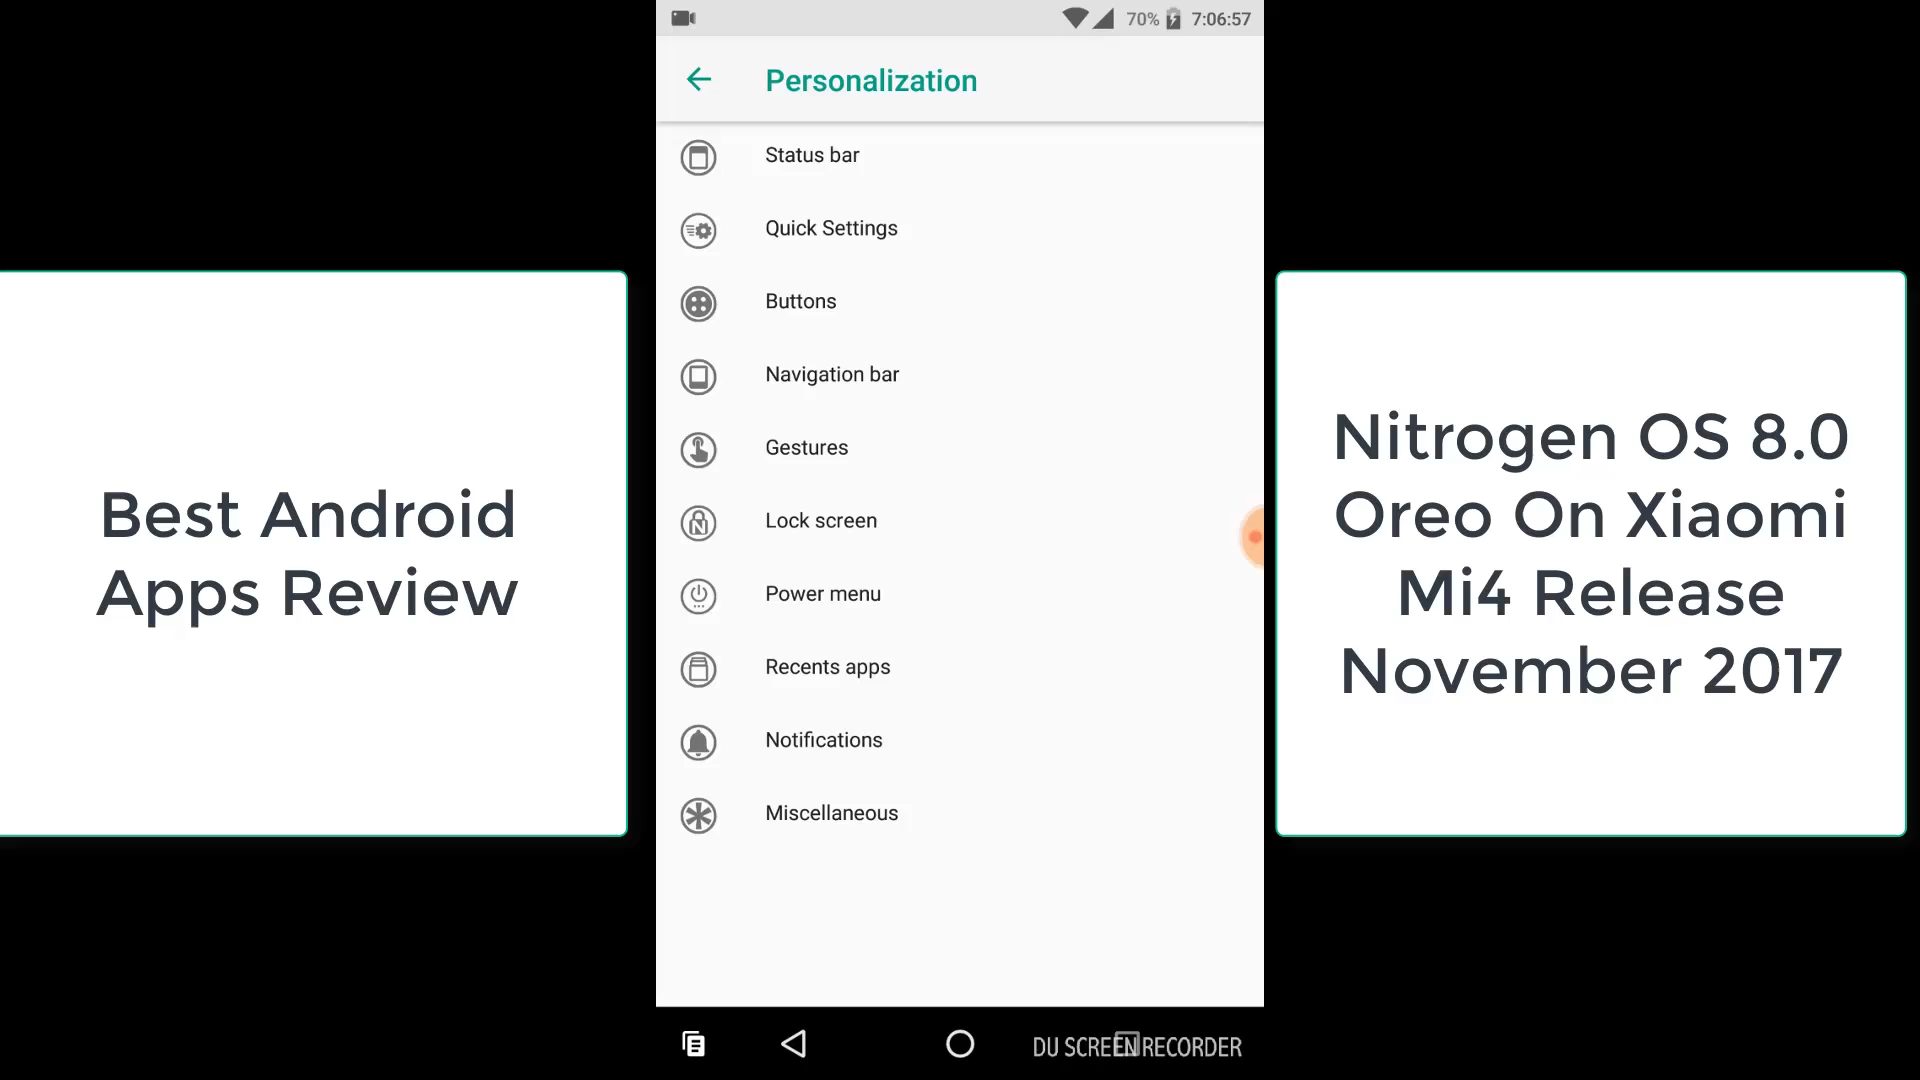 70% 7:06:57
Personalization
Status bar
Quick Settings
Buttons
Navigation bar
Gestures
Lock screen
Power menu
Recents apps
Notifications
Miscellaneous
DU SCREEN RECORDER
Best Android
Apps Review
Nitrogen OS 8.0
Oreo On Xiaomi
Mi4 Release
November 2017